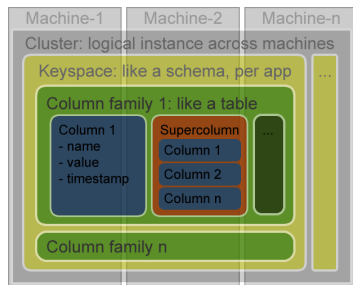 Machine-1
Machine-2
Machine-n
Cluster: logical instance across machines
Keyspace: like a schema, per app
...
Column family 1: like a table
Column 1
- name
- value
- timestamp
Supercolumn
Column 1
Column 2
Column n
...
Column family n